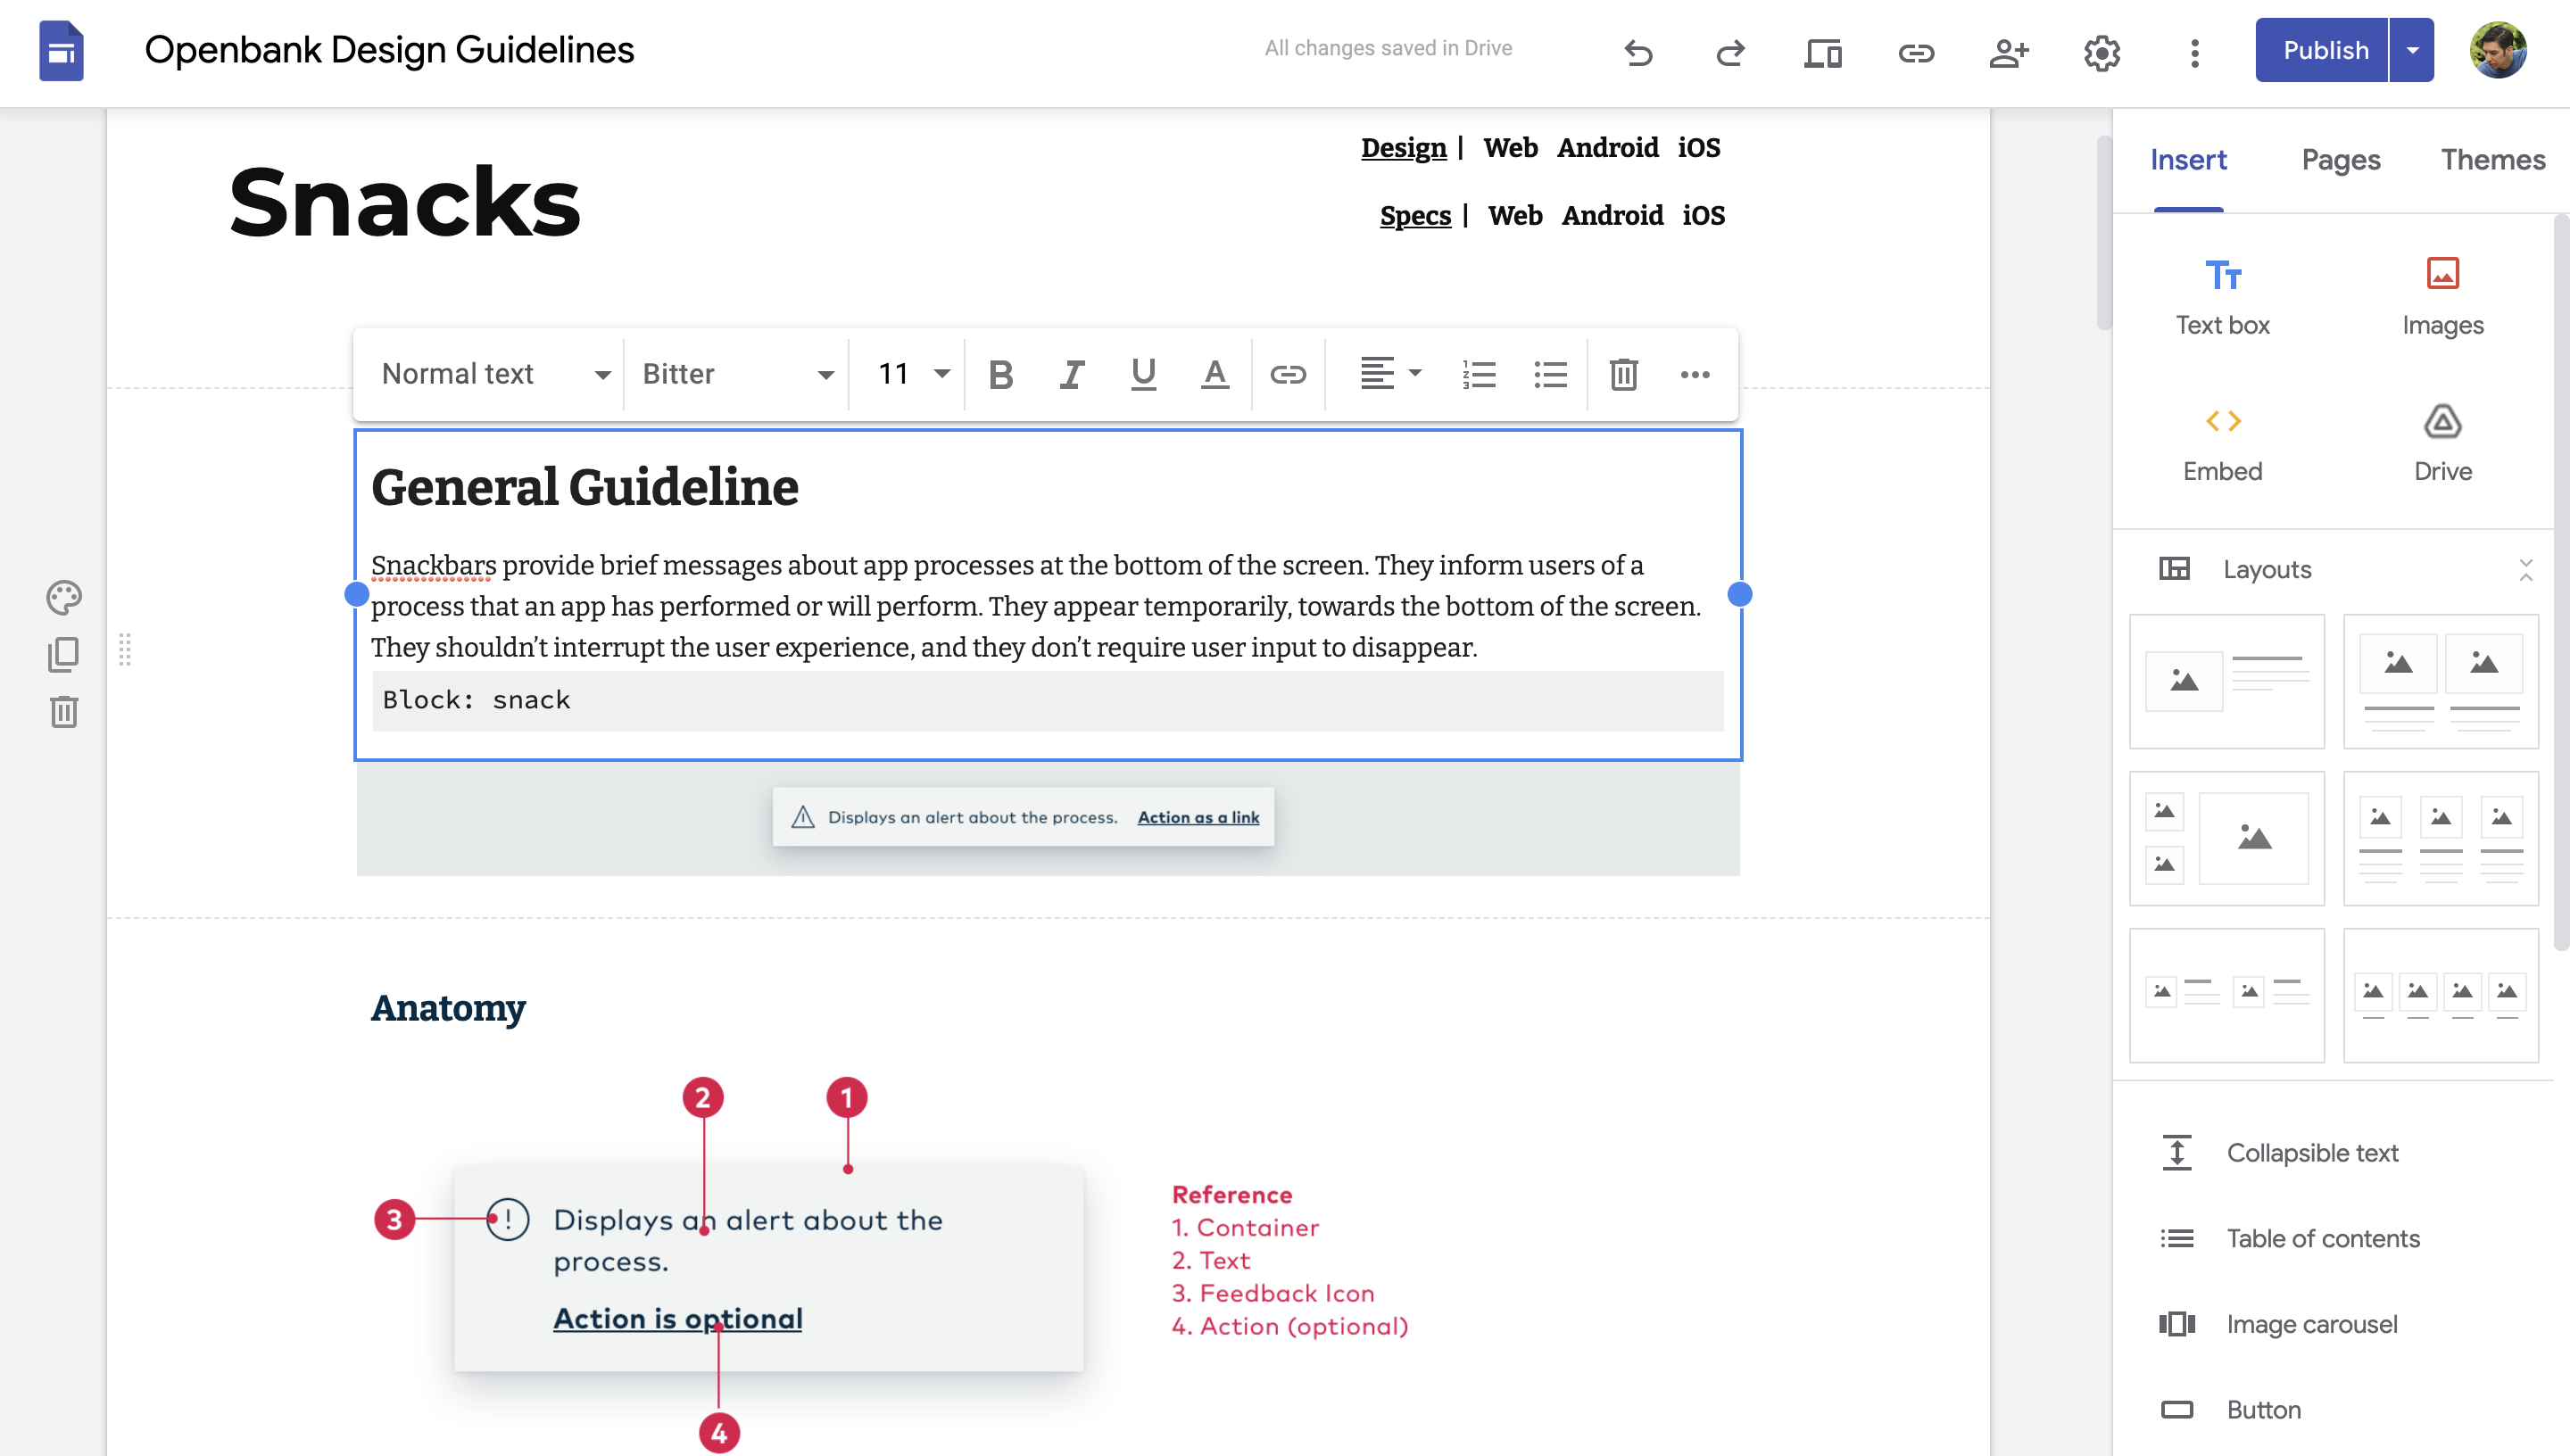 Openbank Design Guidelines
All changes saved in Drive
Publish
Snacks
Design | Web Android iOS
Specs | Web Android iOS
Normal text Bitter 11 B I U A
General Guideline
Snackbars provide brief messages about app processes at the bottom of the screen. They inform users of a
process that an app has performed or will perform. They appear temporarily, towards the bottom of the screen.
They shouldn’t interrupt the user experience, and they don’t require user input to disappear.
Block: snack
Displays an alert about the process. Action as a link
Anatomy
2 1
3
Displays an alert about the
process.
Action is optional
4
Reference
1. Container
2. Text
3. Feedback Icon
4. Action (optional)
Insert Pages Themes
Text box Images
Embed Drive
Layouts
Collapsible text
Table of contents
Image carousel
Button